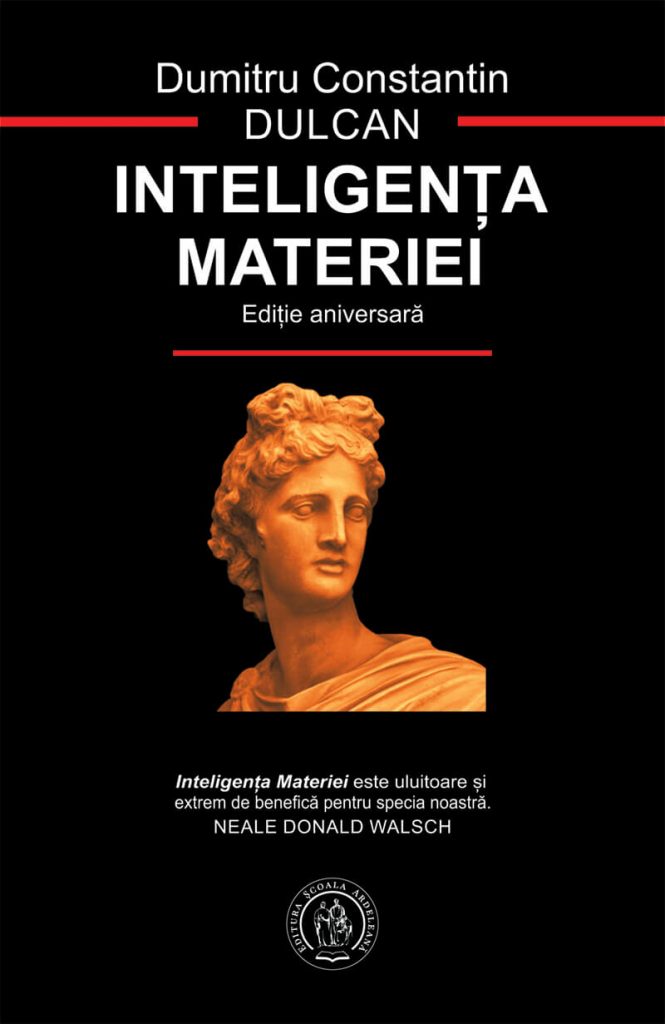 Dumitru Constantin
DULCAN
INTELIGENȚA
MATERIEI
Ediție aniversară
Inteligența Materiei este uluitoare și
extrem de benefică pentru specia noastră.
NEALE DONALD WALSCH
EDITURA ȘCOALA ARDELEANĂ